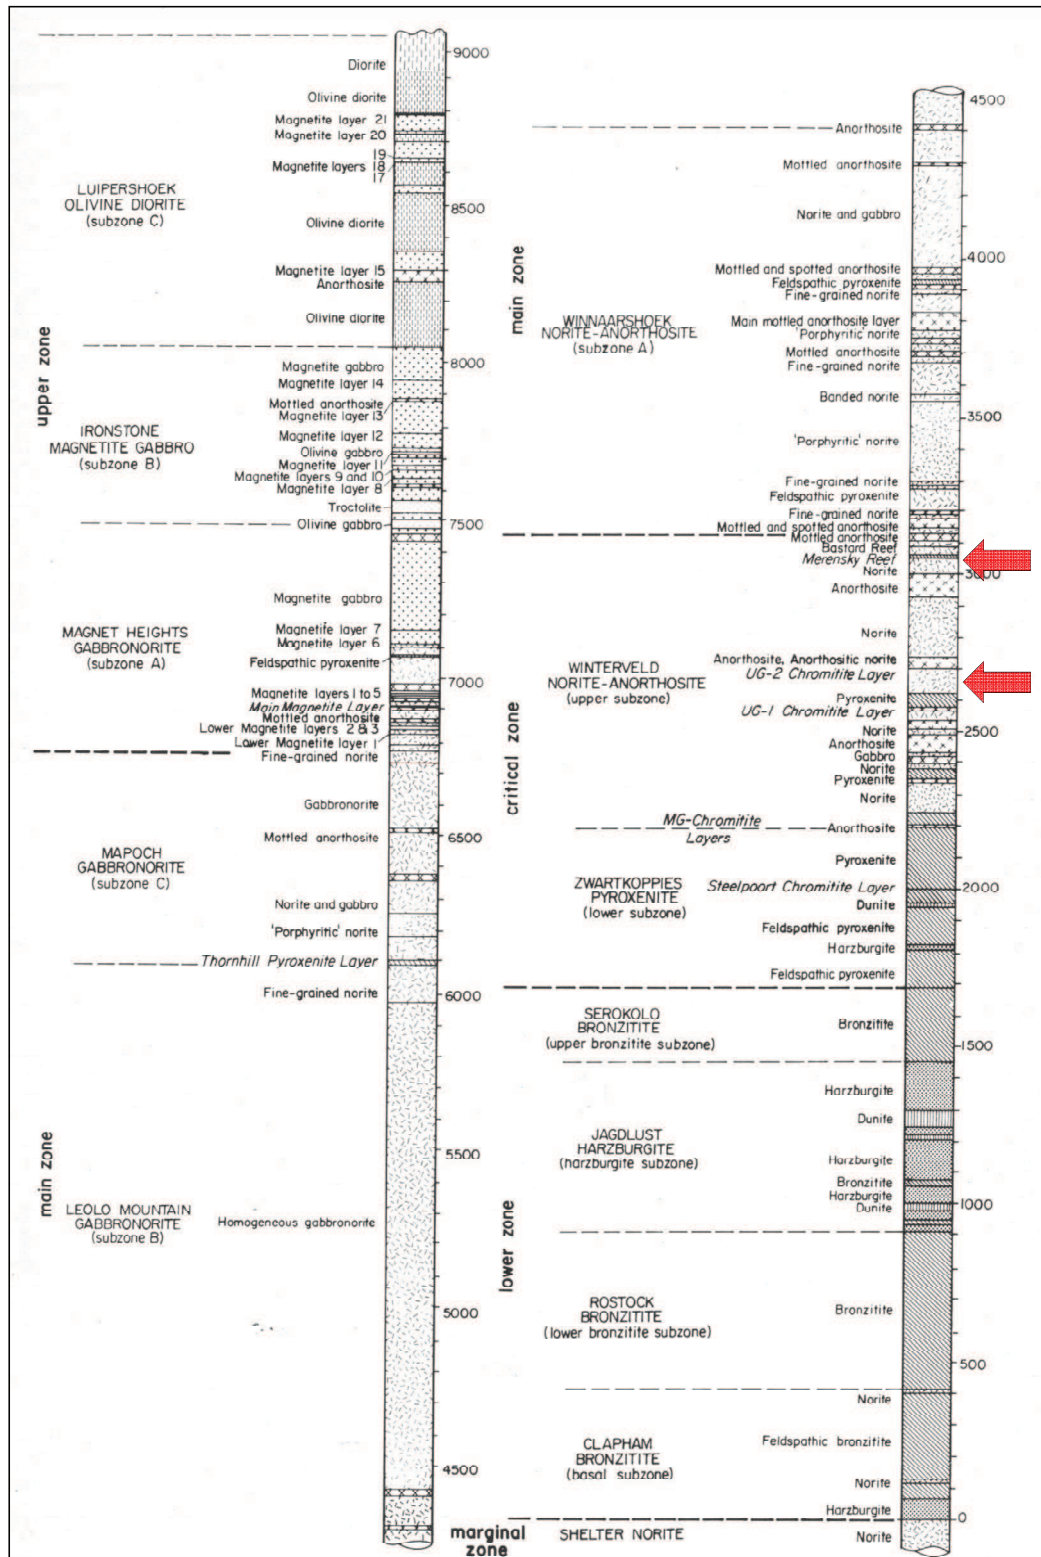 9000
Diorite
Olivine diorite
Magnetite layer 21
Magnetite layer 20
19
Magnetite layers 18
17
LUIPERSHOEK
OLIVINE DIORITE
(subzone C)
8500
Olivine diorite
Magnetite layer 15
Anorthosite
Olivine diorite
upper zone
8000
Magnetite gabbro
Magnetite layer 14
Mottled anorthosite
Magnetite layer 13
IRONSTONE
MAGNETITE GABBRO
(subzone B)
Magnetite layer 12
Olivine gabbro
Magnetite layer 11
Magnetite layers 9 and 10
Magnetite layer 8
Troctolite
Olivine gabbro
7500
Magnetite gabbro
MAGNET HEIGHTS
GABBRONORITE
(subzone A)
Magnetite layer 7
Magnetite layer 6
Feldspathic pyroxenite
7000
Magnetite layers 1 to 5
Main Magnetite Layer
Mottled anorthosite
Lower Magnetite layers 2 & 3
Lower Magnetite layer 1
Fine-grained norite
Gabbronorite
6500
Mottled anorthosite
MAPOCH
GABBRONORITE
(subzone C)
Norite and gabbro
'Porphyritic' norite
Thornhill Pyroxenite Layer
Fine-grained norite
6000
main zone
5500
LEOLO MOUNTAIN
GABBRONORITE
(subzone B)
Homogeneous gabbronorite
5000
4500
4500
Anorthosite
Mottled anorthosite
Norite and gabbro
4000
main zone
Mottled and spotted anorthosite
Feldspathic pyroxenite
Fine-grained norite
WINNAARSHOEK
NORITE-ANORTHOSITE
(subzone A)
Main mottled anorthosite layer
'Porphyritic' norite
Mottled anorthosite
Fine-grained norite
Banded norite
3500
'Porphyritic' norite
Fine-grained norite
Feldspathic pyroxenite
Fine-grained norite
Mottled and spotted anorthosite
Mottled anorthosite
Bastard Reef
Merensky Reef
Norite
3000
Anorthosite
Norite
WINTERVELD
NORITE-ANORTHOSITE
(upper subzone)
Anorthosite, Anorthositic norite
UG-2 Chromitite Layer
Pyroxenite
UG-1 Chromitite Layer
2500
Norite
Anorthosite
Gabbro
Norite
Pyroxenite
Norite
critical zone
MG-Chromitite
Layers
Anorthosite
Pyroxenite
ZWARTKOPPIES
PYROXENITE
(lower subzone)
Steelpoort Chromitite Layer
2000
Dunite
Feldspathic pyroxenite
Harzburgite
Feldspathic pyroxenite
SEROKOLO
BRONZITITE
(upper bronzitite subzone)
Bronzitite
1500
Harzburgite
Dunite
JAGDLUST
HARZBURGITE
(harzburgite subzone)
Harzburgite
Bronzitite
Harzburgite
Dunite
1000
lower zone
ROSTOCK
BRONZITITE
(lower bronzitite subzone)
Bronzitite
500
Norite
CLAPHAM
BRONZITITE
(basal subzone)
Feldspathic bronzitite
Norite
Harzburgite
0
marginal
zone
SHELTER NORITE
Norite